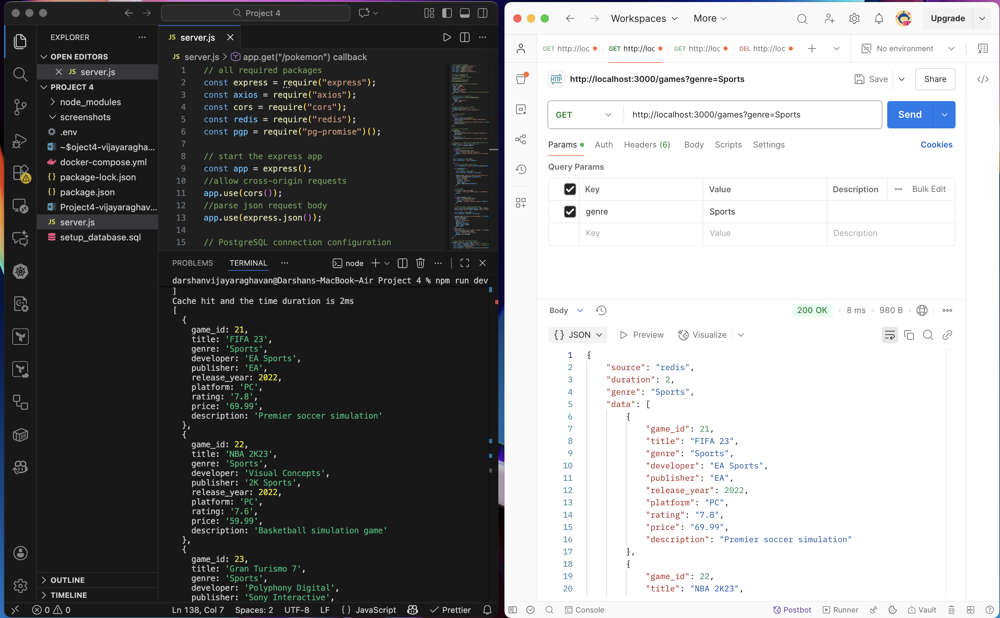 Project 4
EXPLORER
OPEN EDITORS
JS server.js
PROJECT 4
node_modules
screenshots
.env
~$oject4-vijayaragha...
docker-compose.yml
{} package-lock.json
{} package.json
Project4-vijayaraghav...
JS server.js
setup_database.sql
OUTLINE
TIMELINE
JS server.js
JS server.js > app.get("/pokemon") callback
1 // all required packages
2 const express = require("express");
3 const axios = require("axios");
4 const cors = require("cors");
5 const redis = require("redis");
6 const pgp = require("pg-promise")();
7
8 // start the express app
9 const app = express();
10 //allow cross-origin requests
11 app.use(cors());
12 //parse json request body
13 app.use(express.json());
14
15 // PostgreSQL connection configuration
PROBLEMS TERMINAL ... node
darshanvijayaraghavan@Darshans-MacBook-Air Project 4 % npm run dev
]
Cache hit and the time duration is 2ms
[
{
game_id: 21,
title: 'FIFA 23',
genre: 'Sports',
developer: 'EA Sports',
publisher: 'EA',
release_year: 2022,
platform: 'PC',
rating: '7.8',
price: '69.99',
description: 'Premier soccer simulation'
},
{
game_id: 22,
title: 'NBA 2K23',
genre: 'Sports',
developer: 'Visual Concepts',
publisher: '2K Sports',
release_year: 2022,
platform: 'PC',
rating: '7.6',
price: '59.99',
description: 'Basketball simulation game'
},
{
game_id: 23,
title: 'Gran Turismo 7',
genre: 'Sports',
developer: 'Polyphony Digital',
publisher: 'Sony Interactive',
0 0 Ln 138, Col 7 Spaces: 2 UTF-8 LF {} JavaScript Prettier
Workspaces More Upgrade
GET http://loc GET http://loc GET http://loc DEL http://loc No environment
HTTP http://localhost:3000/games?genre=Sports Save Share
GET http://localhost:3000/games?genre=Sports Send
Params Auth Headers (6) Body Scripts Settings Cookies
Query Params
Key Value Description Bulk Edit
genre Sports
Key Value Description
Body 200 OK 8 ms 980 B
{} JSON Preview Visualize
1 {
2 "source": "redis",
3 "duration": 2,
4 "genre": "Sports",
5 "data": [
6 {
7 "game_id": 21,
8 "title": "FIFA 23",
9 "genre": "Sports",
10 "developer": "EA Sports",
11 "publisher": "EA",
12 "release_year": 2022,
13 "platform": "PC",
14 "rating": "7.8",
15 "price": "69.99",
16 "description": "Premier soccer simulation"
17 },
18 {
19 "game_id": 22,
20 "title": "NBA 2K23",
Console Postbot Runner Vault